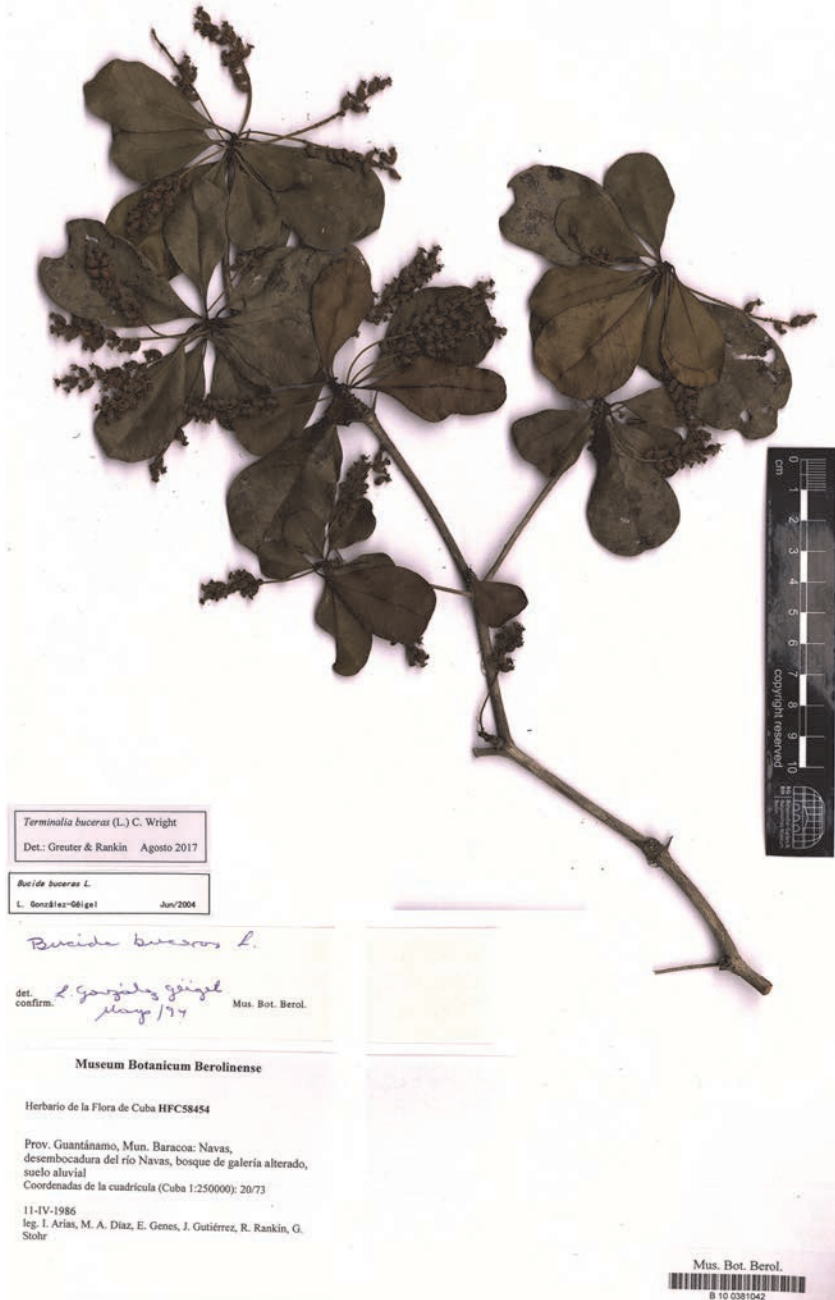 cm
0
1
2
3
4
5
6
7
8
9
10
copyright reserved
Terminalia buceras (L.) C. Wright
Det.: Greuter & Rankin Agosto 2017
Bucida buceras L.
L. González-Géigel Jun/2004
Bucida buceros L.
det.
confirm. L. González géigel Mus. Bot. Berol.
Mayo/94
Museum Botanicum Berolinense
Herbario de la Flora de Cuba HFC58454
Prov. Guantánamo, Mun. Baracoa: Navas,
desembocadura del río Navas, bosque de galería alterado,
suelo aluvial
Coordenadas de la cuadrícula (Cuba 1:250000): 20/73
11-IV-1986
leg. I. Arias, M. A. Díaz, E. Genes, J. Gutiérrez, R. Rankin, G.
Stohr
Mus. Bot. Berol.
B 10 0381042